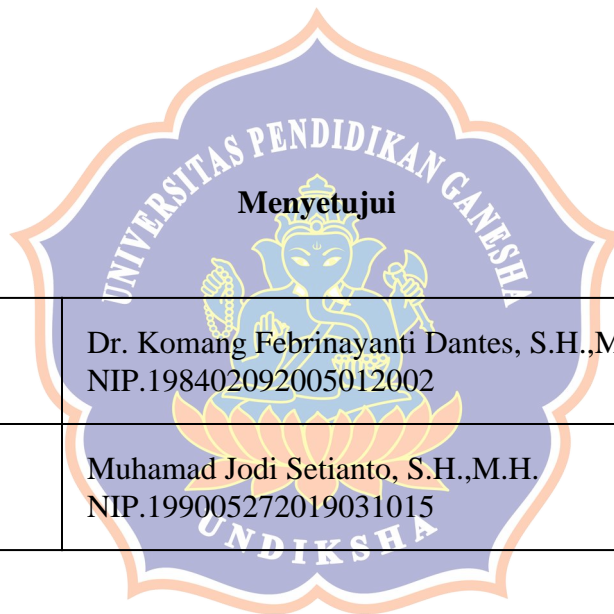 UNIVERSITAS PENDIDIKAN GANESHA
Menyetujui
Dr. Komang Febrinayanti Dantes, S.H.,M
NIP.198402092005012002
Muhamad Jodi Setianto, S.H.,M.H.
NIP.199005272019031015
UNDIKSHA